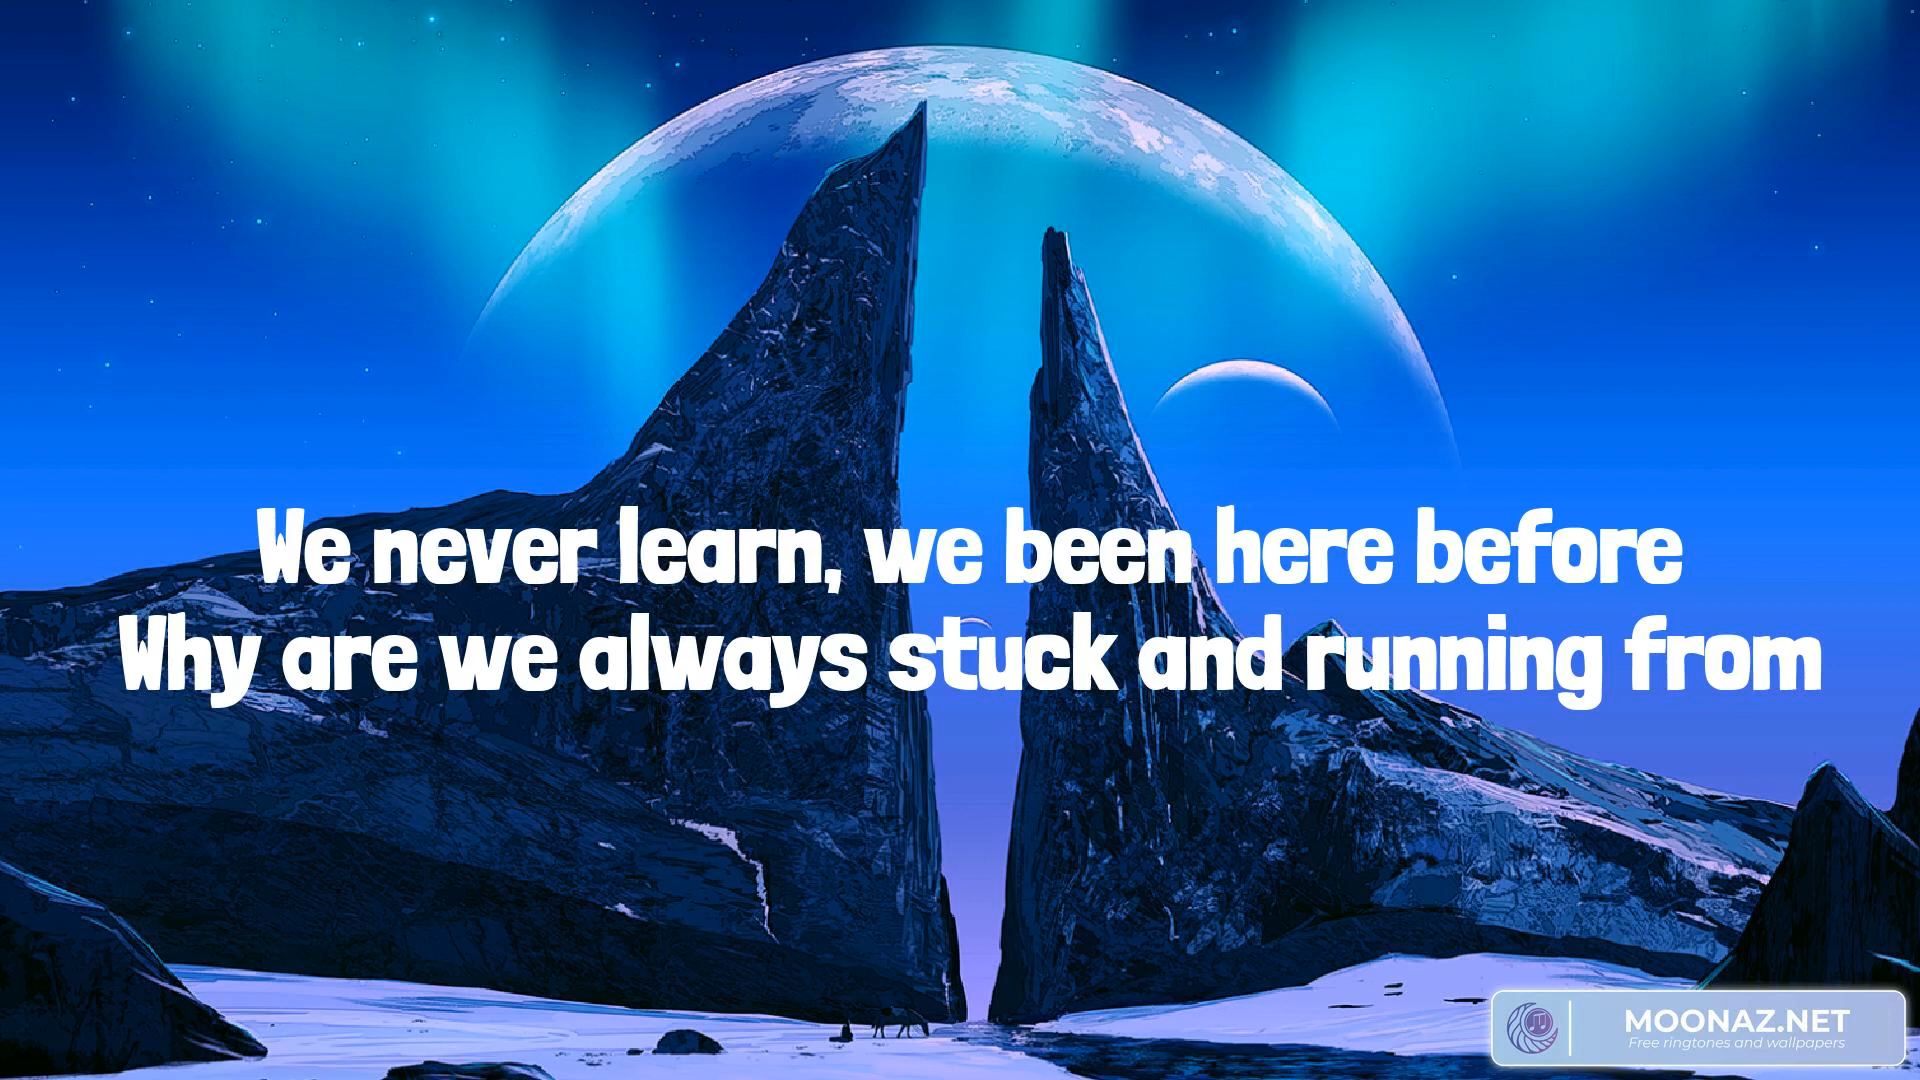 We never learn, we been here before
Why are we always stuck and running from
MOONAZ.NET
Free ringtones and wallpapers